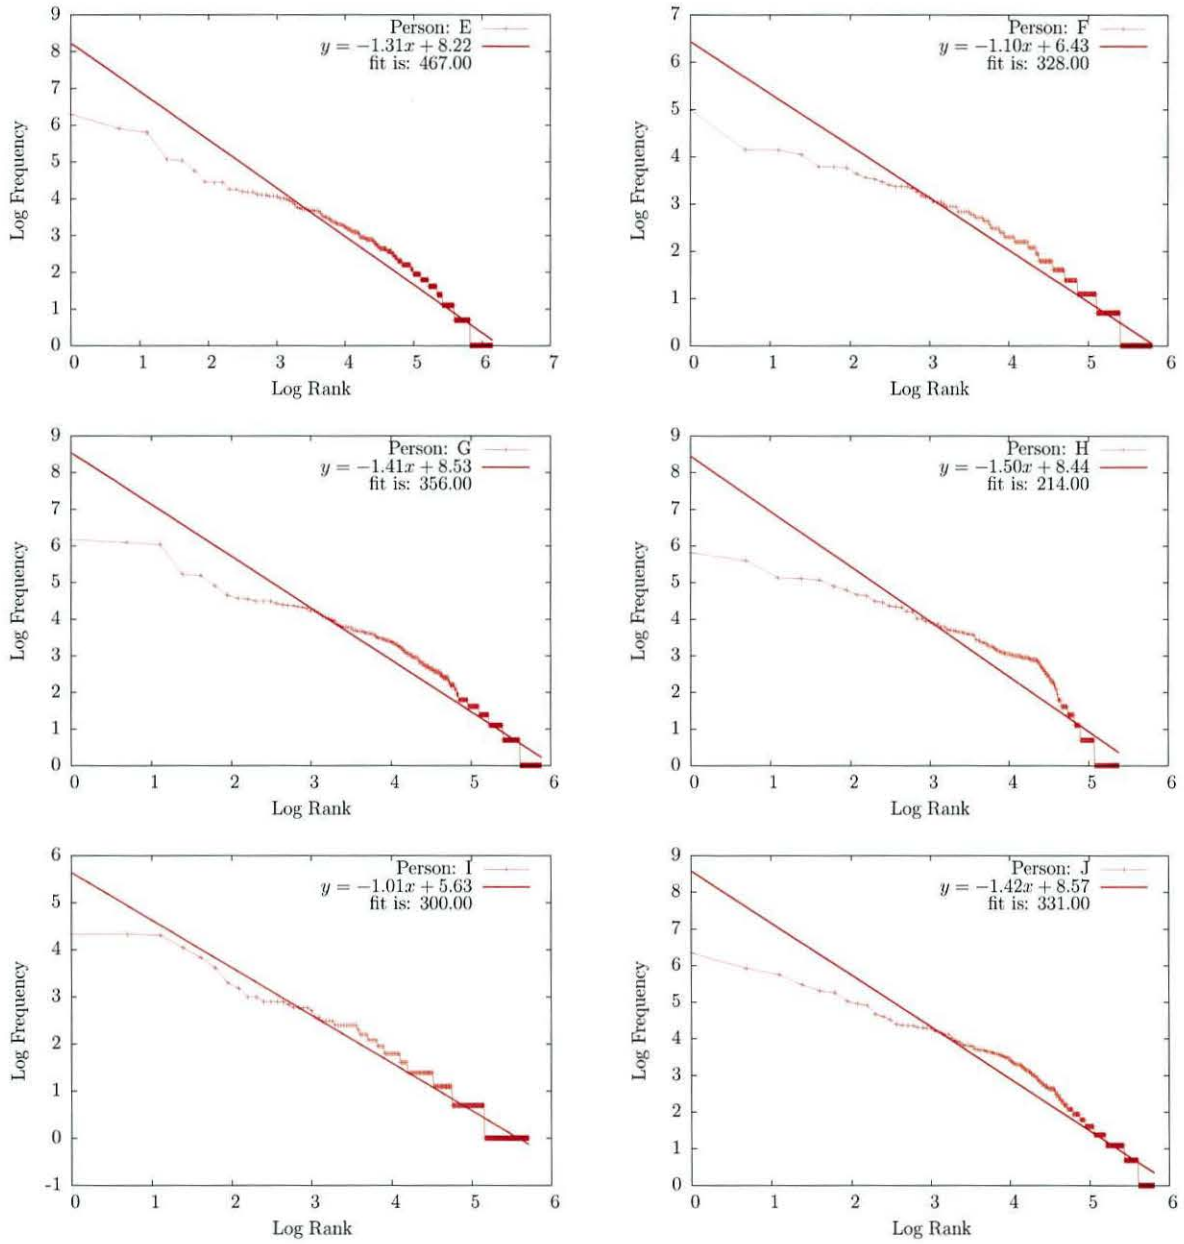 Person: E
y = −1.31x + 8.22
fit is: 467.00
9
8
7
6
5
4
3
2
1
0
Log Frequency
0 1 2 3 4 5 6 7
Log Rank
Person: F
y = −1.10x + 6.43
fit is: 328.00
7
6
5
4
3
2
1
0
Log Frequency
0 1 2 3 4 5 6
Log Rank
Person: G
y = −1.41x + 8.53
fit is: 356.00
9
8
7
6
5
4
3
2
1
0
Log Frequency
0 1 2 3 4 5 6
Log Rank
Person: H
y = −1.50x + 8.44
fit is: 214.00
9
8
7
6
5
4
3
2
1
0
Log Frequency
0 1 2 3 4 5 6
Log Rank
Person: I
y = −1.01x + 5.63
fit is: 300.00
6
5
4
3
2
1
0
-1
Log Frequency
0 1 2 3 4 5 6
Log Rank
Person: J
y = −1.42x + 8.57
fit is: 331.00
9
8
7
6
5
4
3
2
1
0
Log Frequency
0 1 2 3 4 5 6
Log Rank